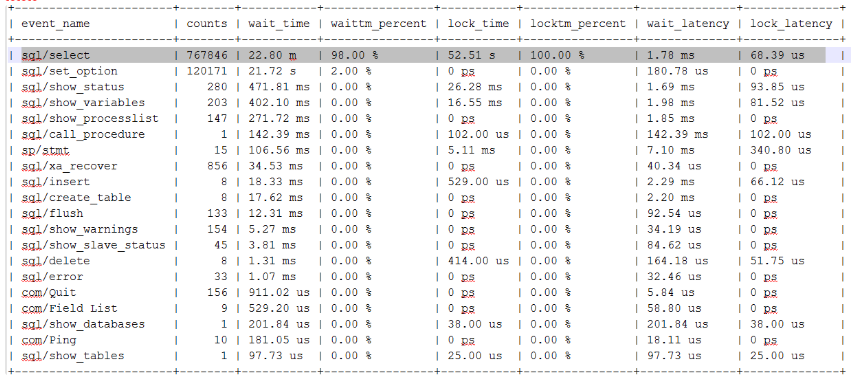 | event_name | counts | wait_time | waittm_percent | lock_time | locktm_percent | wait_latency | lock_latency |
| sql/select | 767846 | 22.80 m | 98.00 % | 52.51 s | 100.00 % | 1.78 ms | 68.39 us |
| sql/set_option | 120171 | 21.72 s | 2.00 % | 0 ps | 0.00 % | 180.78 us | 0 ps |
| sql/show_status | 280 | 471.81 ms | 0.00 % | 26.28 ms | 0.00 % | 1.69 ms | 93.85 us |
| sql/show_variables | 203 | 402.10 ms | 0.00 % | 16.55 ms | 0.00 % | 1.98 ms | 81.52 us |
| sql/show_processlist | 147 | 271.72 ms | 0.00 % | 0 ps | 0.00 % | 1.85 ms | 0 ps |
| sql/call_procedure | 1 | 142.39 ms | 0.00 % | 102.00 us | 0.00 % | 142.39 ms | 102.00 us |
| sp/stmt | 15 | 106.56 ms | 0.00 % | 5.11 ms | 0.00 % | 7.10 ms | 340.80 us |
| sql/xa_recover | 856 | 34.53 ms | 0.00 % | 0 ps | 0.00 % | 40.34 us | 0 ps |
| sql/insert | 8 | 18.33 ms | 0.00 % | 529.00 us | 0.00 % | 2.29 ms | 66.12 us |
| sql/create_table | 8 | 17.62 ms | 0.00 % | 0 ps | 0.00 % | 2.20 ms | 0 ps |
| sql/flush | 133 | 12.31 ms | 0.00 % | 0 ps | 0.00 % | 92.54 us | 0 ps |
| sql/show_warnings | 154 | 5.27 ms | 0.00 % | 0 ps | 0.00 % | 34.19 us | 0 ps |
| sql/show_slave_status | 45 | 3.81 ms | 0.00 % | 0 ps | 0.00 % | 84.62 us | 0 ps |
| sql/delete | 8 | 1.31 ms | 0.00 % | 414.00 us | 0.00 % | 164.18 us | 51.75 us |
| sql/error | 33 | 1.07 ms | 0.00 % | 0 ps | 0.00 % | 32.46 us | 0 ps |
| com/Quit | 156 | 911.02 us | 0.00 % | 0 ps | 0.00 % | 5.84 us | 0 ps |
| com/Field List | 9 | 529.20 us | 0.00 % | 0 ps | 0.00 % | 58.80 us | 0 ps |
| sql/show_databases | 1 | 201.84 us | 0.00 % | 38.00 us | 0.00 % | 201.84 us | 38.00 us |
| com/Ping | 10 | 181.05 us | 0.00 % | 0 ps | 0.00 % | 18.11 us | 0 ps |
| sql/show_tables | 1 | 97.73 us | 0.00 % | 25.00 us | 0.00 % | 97.73 us | 25.00 us |